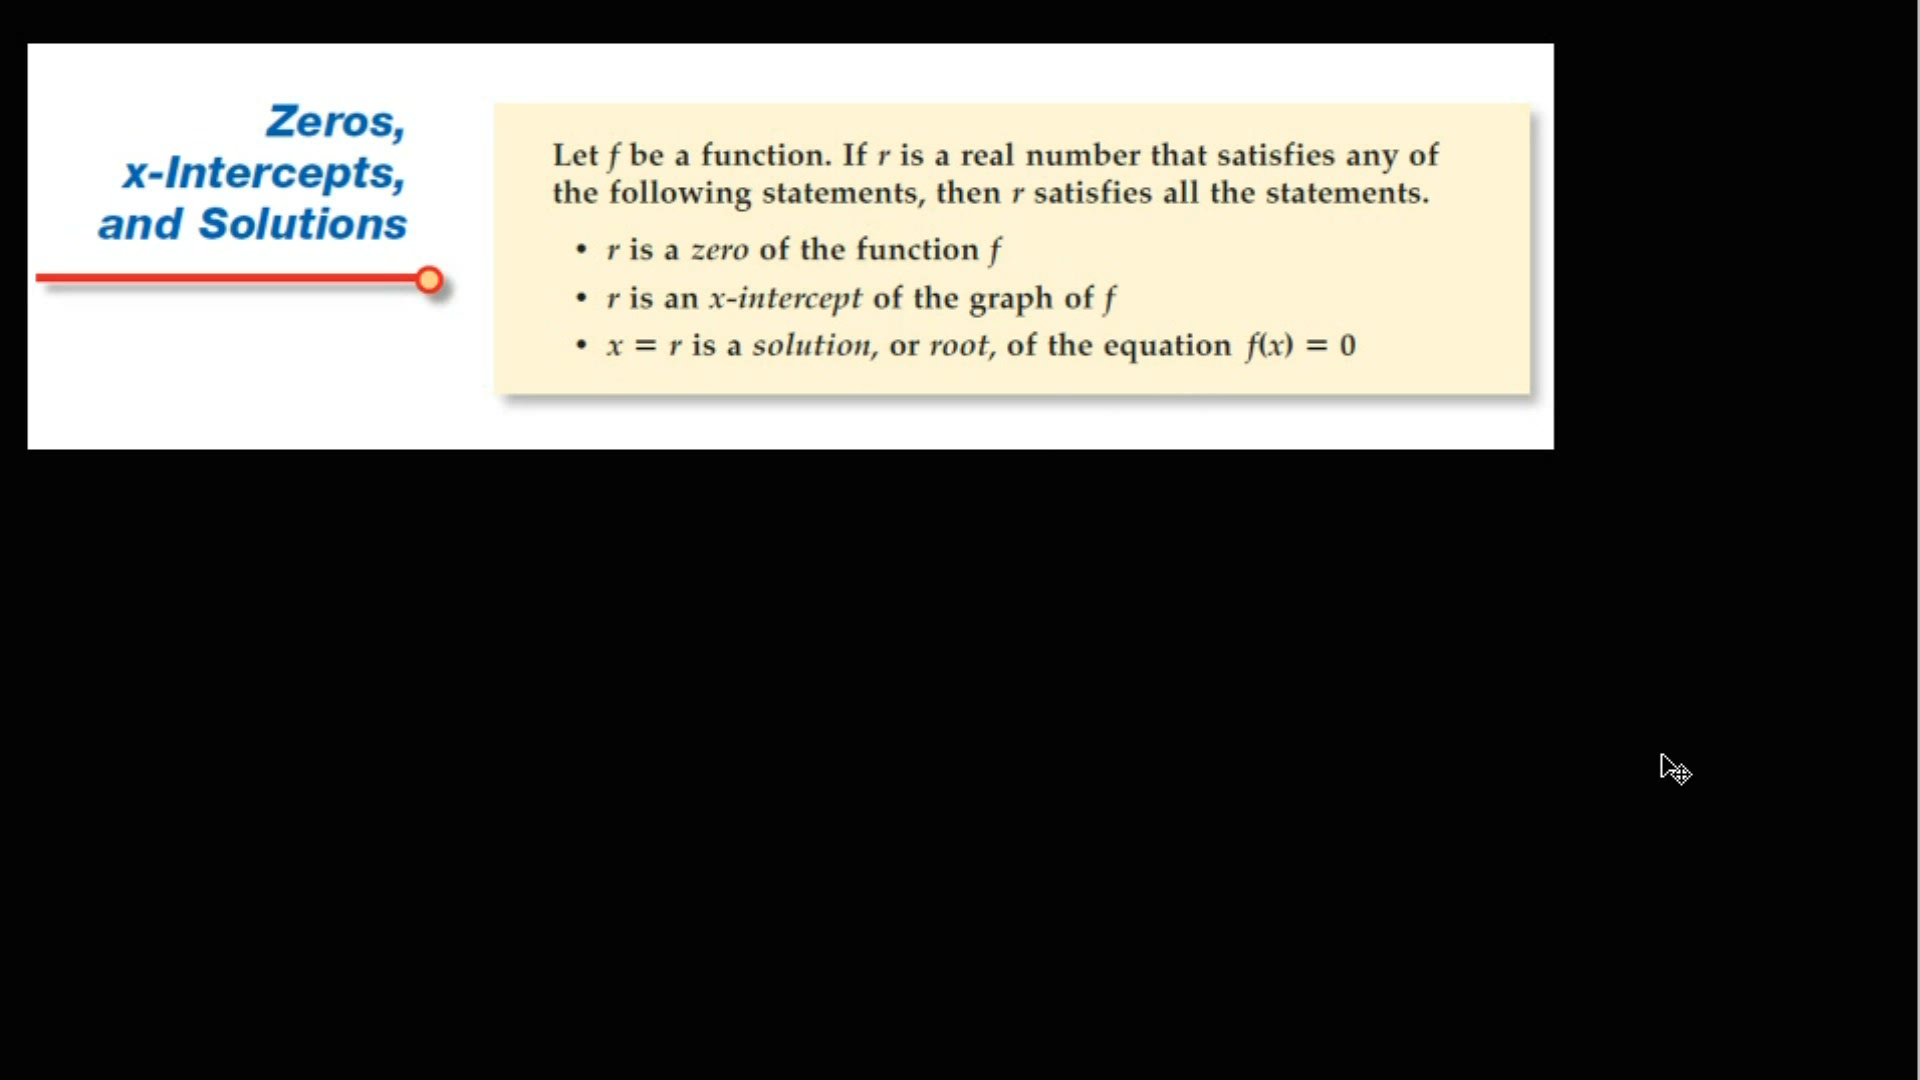 Zeros,
x-Intercepts,
and Solutions
Let f be a function. If r is a real number that satisfies any of
the following statements, then r satisfies all the statements.
• r is a zero of the function f
• r is an x-intercept of the graph of f
• x = r is a solution, or root, of the equation f(x) = 0